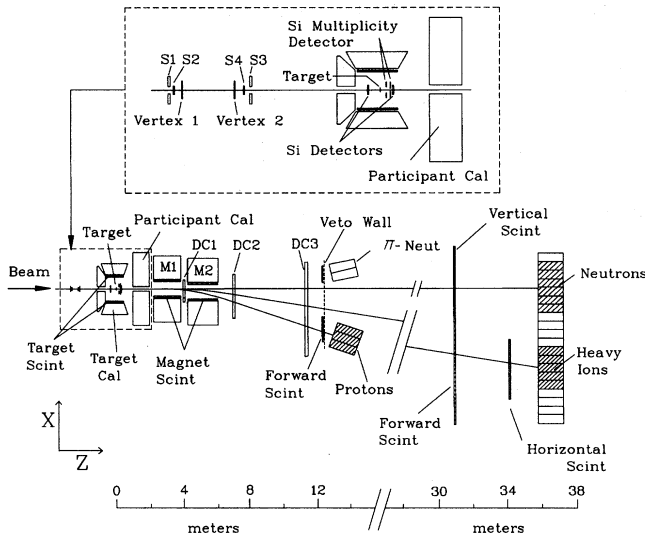 Si Multiplicity
Detector
S1 S2
S4 S3
Target
Vertex 1
Vertex 2
Si Detectors
Participant Cal
Participant Cal
Target
DC1
DC2
DC3
Veto Wall
π- Neut
Vertical
Scint
M1
M2
Beam
Neutrons
Target
Scint
Target
Cal
Magnet
Scint
Forward
Scint
Protons
Heavy
Ions
Forward
Scint
Horizontal
Scint
X
Z
0 4 8 12 30 34 38
meters meters